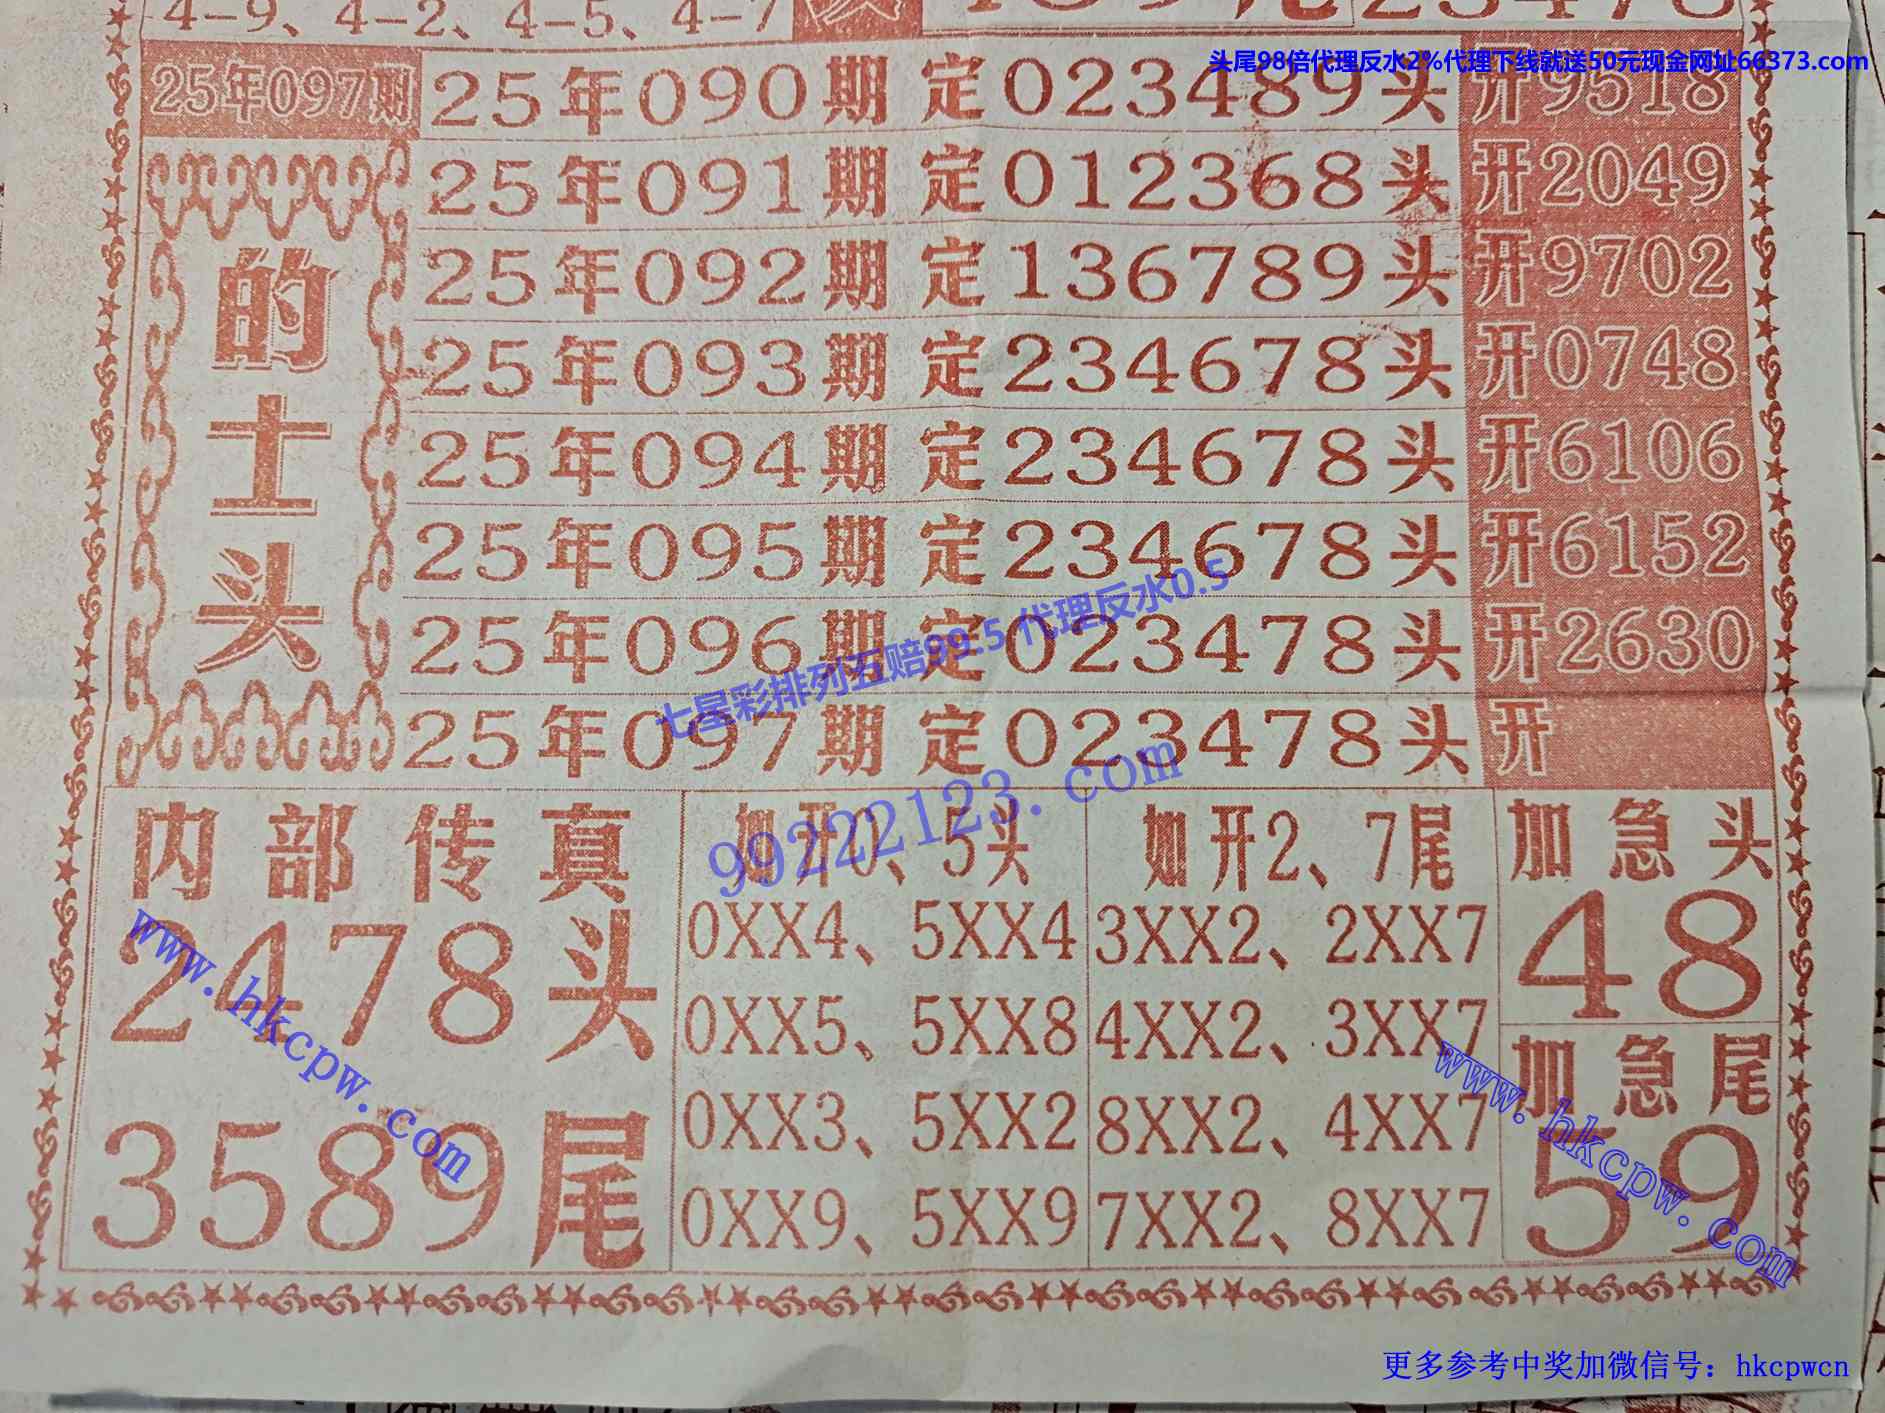 4-9、4-2、4-5、4-7
头尾98倍代理反水2%代理下线就送50元现金网址66373.com
25年097期
的士头
25年090期 定023489头 开9518
25年091期 定012368头 开2049
25年092期 定136789头 开9702
25年093期 定234678头 开0748
25年094期 定234678头 开6106
25年095期 定234678头 开6152
25年096期 定023478头 开2630
25年097期 定023478头 开
七星彩排列五赔99.5 代理反水0.5
99222123.com
内部传真
2478头
3589尾
如开0、5头
0XX4、5XX4
0XX5、5XX8
0XX3、5XX2
0XX9、5XX9
如开2、7尾
3XX2、2XX7
4XX2、3XX7
8XX2、4XX7
7XX2、8XX7
加急头
48
加急尾
59
www.hkcpw.com
www.hkcpw.com
更多参考中奖加微信号：hkcpwcn